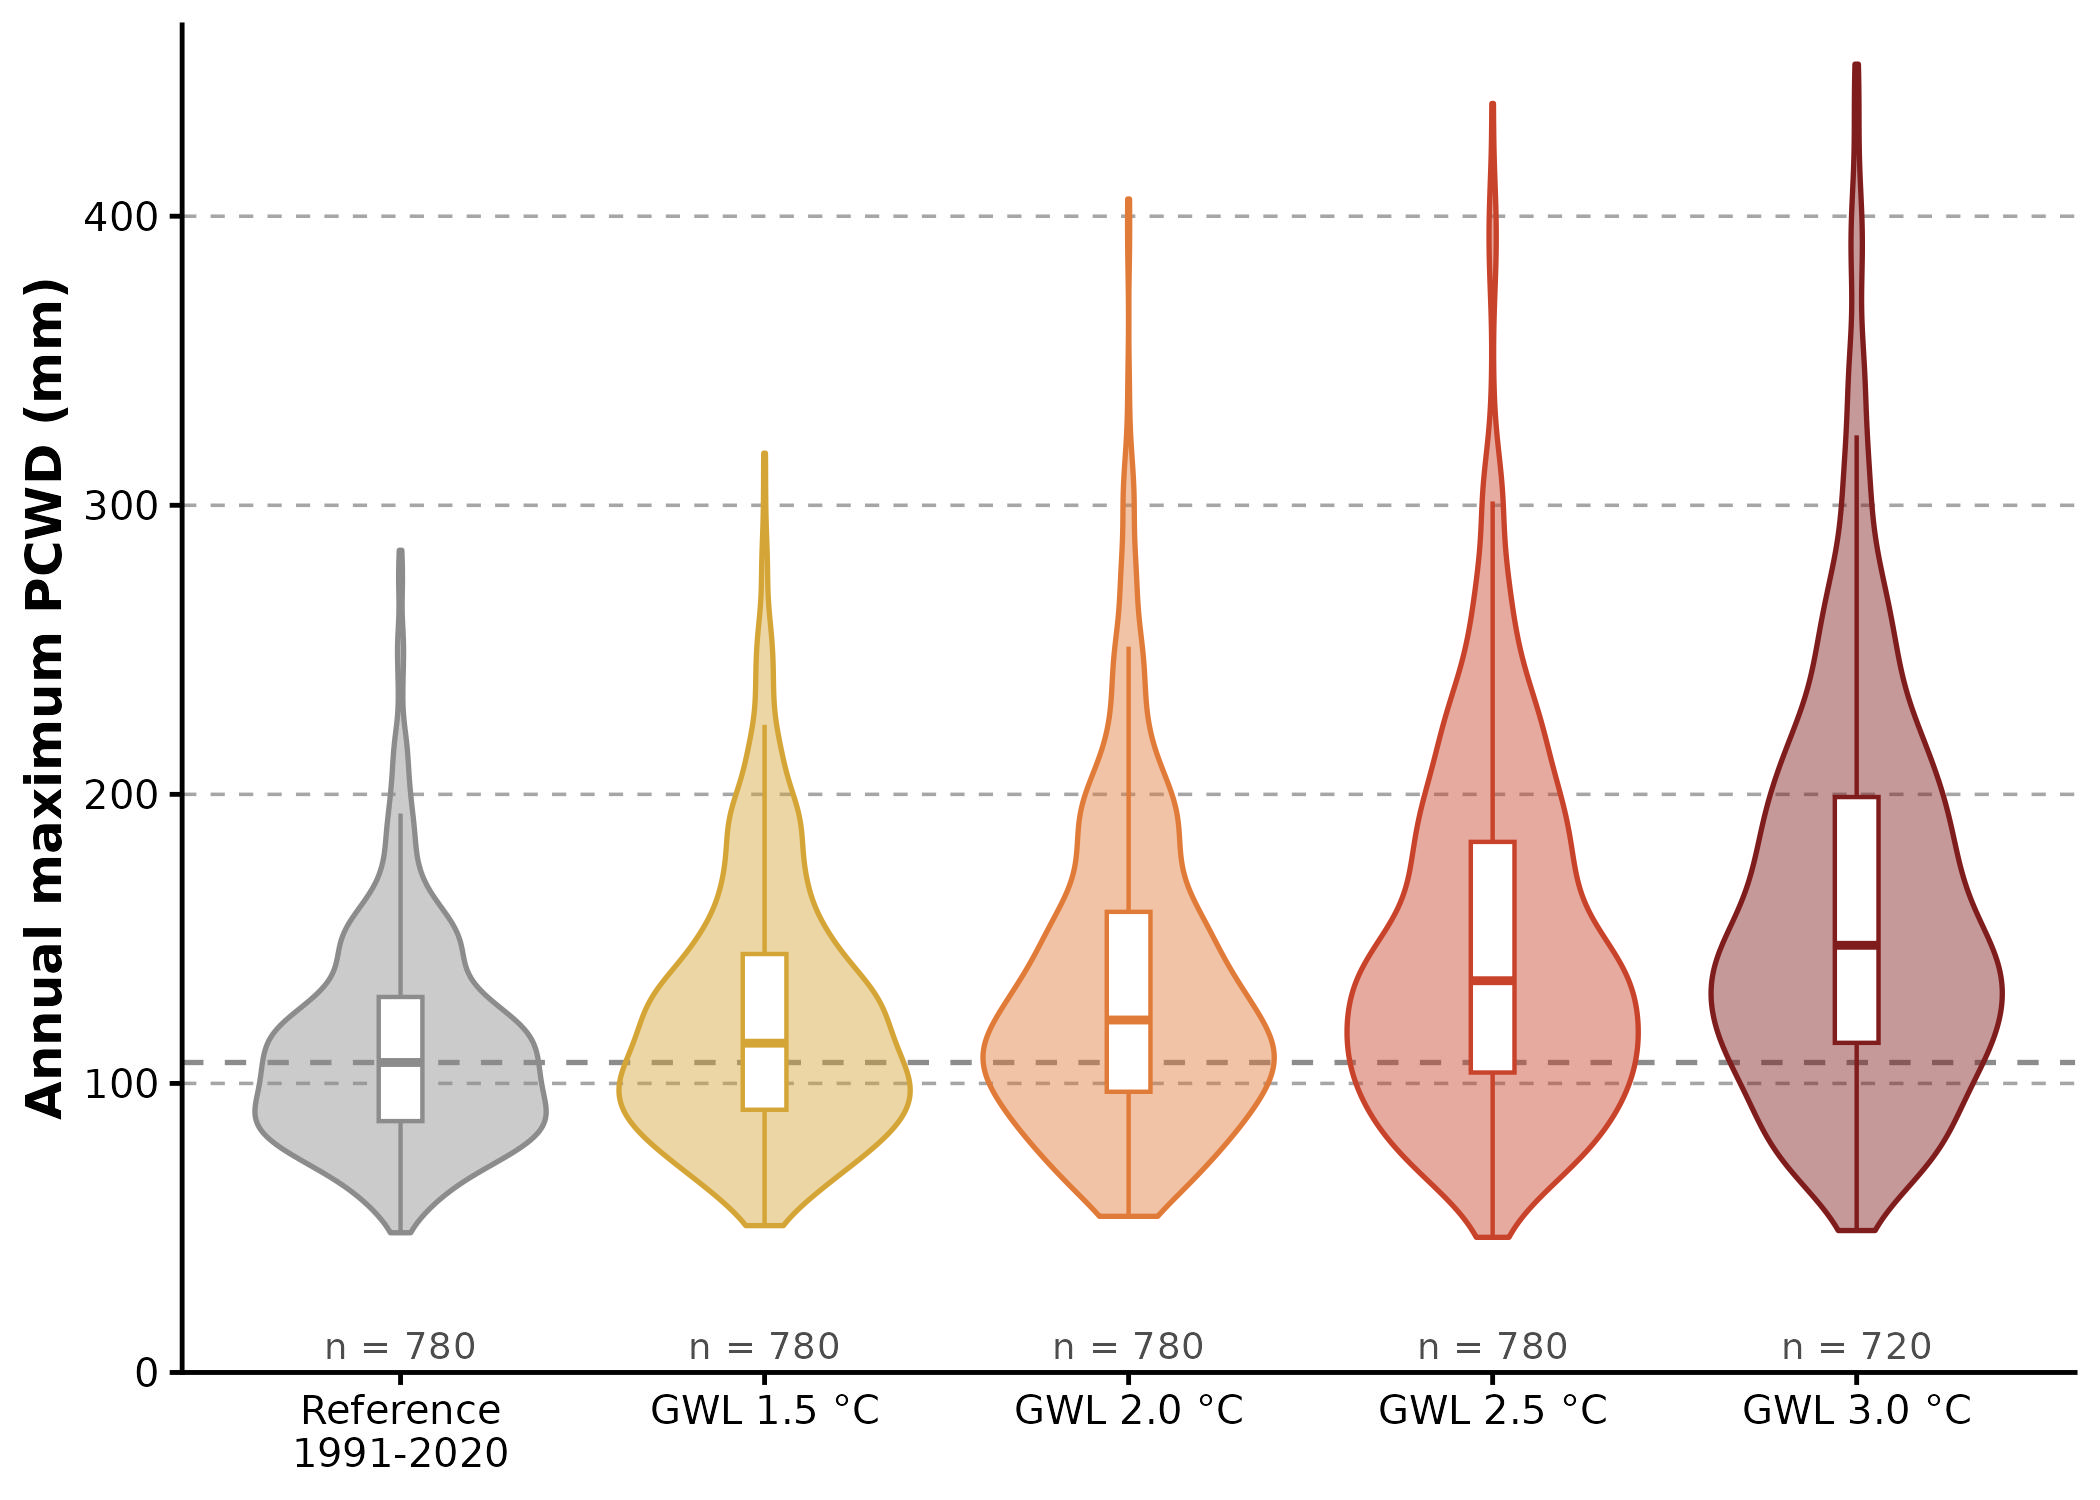 Annual maximum PCWD (mm)
400
300
200
100
0
n = 780
n = 780
n = 780
n = 780
n = 720
Reference
1991-2020
GWL 1.5 °C
GWL 2.0 °C
GWL 2.5 °C
GWL 3.0 °C